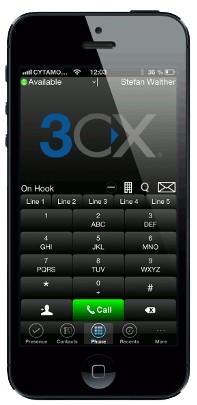 CYTAMO... 12:03 36 %
Available Stefan Walther
3CX
On Hook
Line 1 Line 2 Line 3 Line 4 Line 5
1 2 3
ABC DEF
4 5 6
GHI JKL MNO
7 8 9
PQRS TUV WXYZ
* 0 #
+
Call
Presence Contacts Phone Recents More